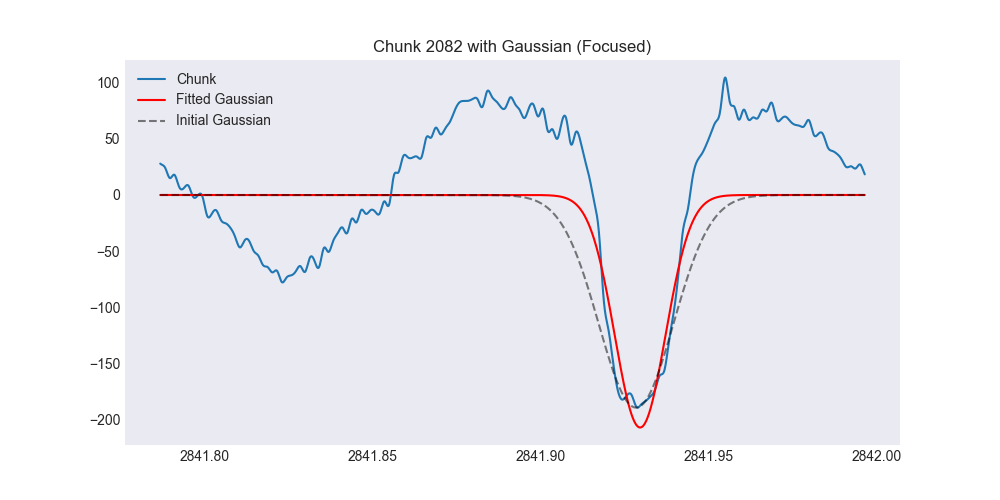 Chunk 2082 with Gaussian (Focused)
Chunk
Fitted Gaussian
Initial Gaussian
100
50
0
−50
−100
−150
−200
2841.80 2841.85 2841.90 2841.95 2842.00